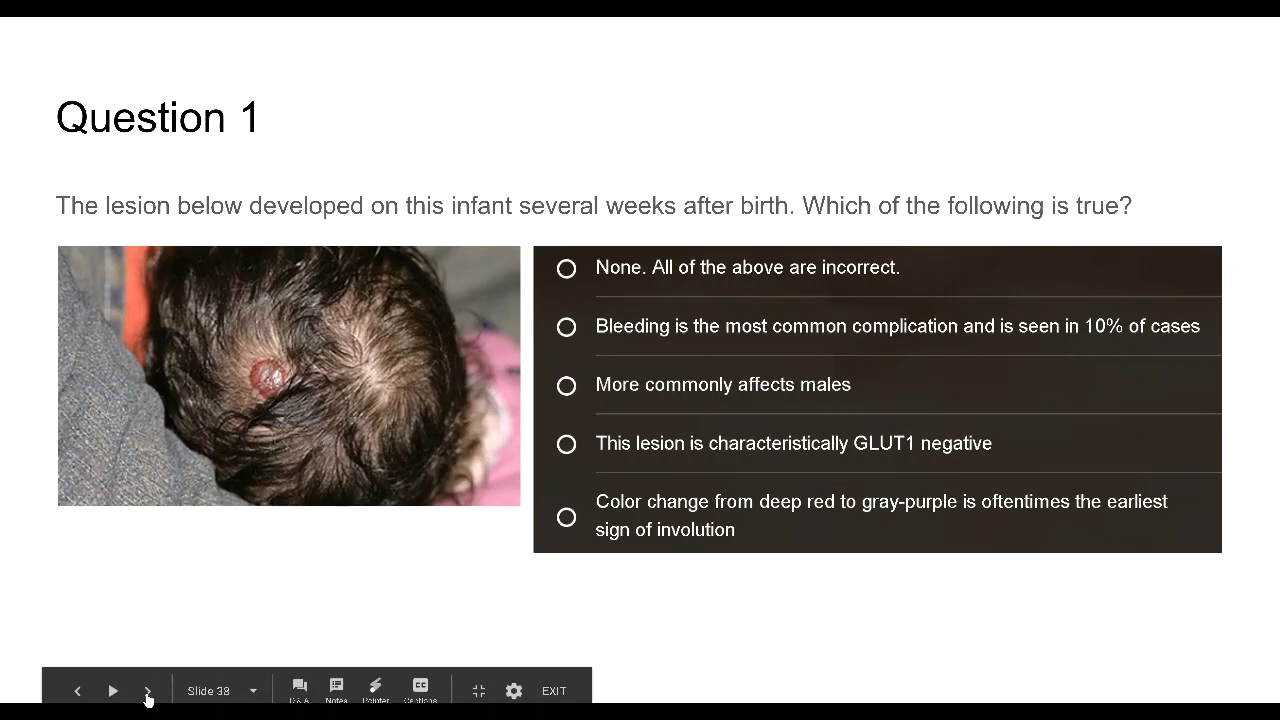 Question 1
The lesion below developed on this infant several weeks after birth. Which of the following is true?
None. All of the above are incorrect.
Bleeding is the most common complication and is seen in 10% of cases
More commonly affects males
This lesion is characteristically GLUT1 negative
Color change from deep red to gray-purple is oftentimes the earliest
sign of involution
Slide 38
Q&A Notes Pointer Captions
EXIT